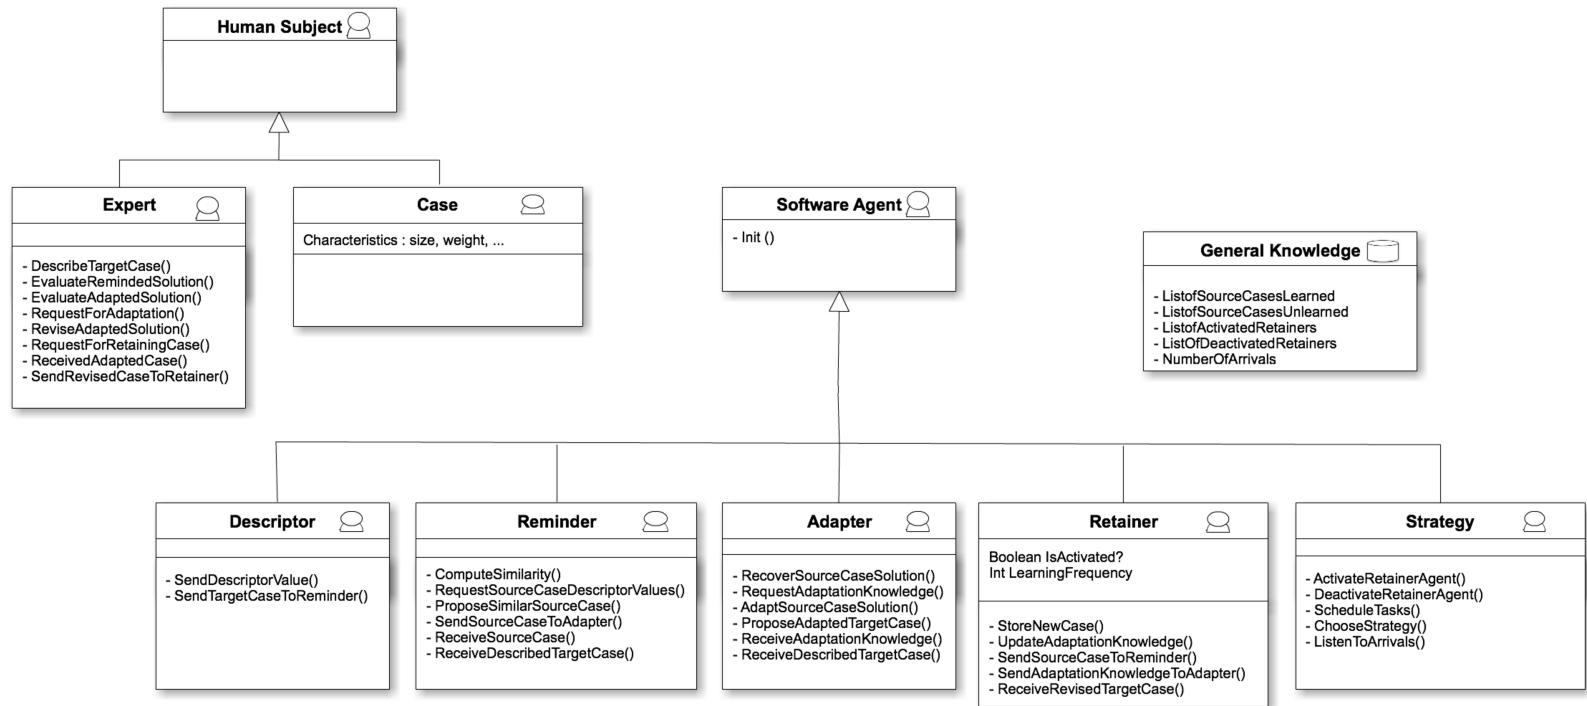 Human Subject
Expert
- DescribeTargetCase()
- EvaluateRemindedSolution()
- EvaluateAdaptedSolution()
- RequestForAdaptation()
- ReviseAdaptedSolution()
- RequestForRetainingCase()
- ReceivedAdaptedCase()
- SendRevisedCaseToRetainer()
Case
Characteristics : size, weight, ...
Software Agent
- Init ()
General Knowledge
- ListofSourceCasesLearned
- ListofSourceCasesUnlearned
- ListofActivatedRetainers
- ListOfDeactivatedRetainers
- NumberOfArrivals
Descriptor
- SendDescriptorValue()
- SendTargetCaseToReminder()
Reminder
- ComputeSimilarity()
- RequestSourceCaseDescriptorValues()
- ProposeSimilarSourceCase()
- SendSourceCaseToAdapter()
- ReceiveSourceCase()
- ReceiveDescribedTargetCase()
Adapter
- RecoverSourceCaseSolution()
- RequestAdaptationKnowledge()
- AdaptSourceCaseSolution()
- ProposeAdaptedTargetCase()
- ReceiveAdaptationKnowledge()
- ReceiveDescribedTargetCase()
Retainer
Boolean IsActivated?
Int LearningFrequency
- StoreNewCase()
- UpdateAdaptationKnowledge()
- SendSourceCaseToReminder()
- SendAdaptationKnowledgeToAdapter()
- ReceiveRevisedTargetCase()
Strategy
- ActivateRetainerAgent()
- DeactivateRetainerAgent()
- ScheduleTasks()
- ChooseStrategy()
- ListenToArrivals()